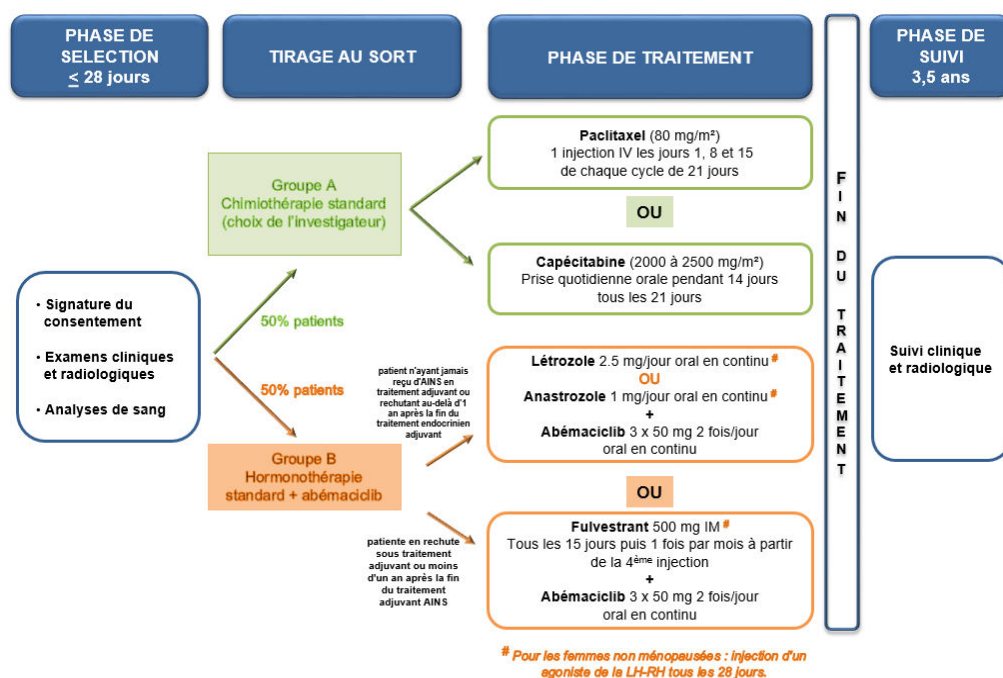 PHASE DE
SELECTION
≤ 28 jours
TIRAGE AU SORT
PHASE DE TRAITEMENT
PHASE DE
SUIVI
3,5 ans
• Signature du
consentement
• Examens cliniques
et radiologiques
• Analyses de sang
50% patients
50% patients
Groupe A
Chimiothérapie standard
(choix de l'investigateur)
Paclitaxel (80 mg/m²)
1 injection IV les jours 1, 8 et 15
de chaque cycle de 21 jours
OU
Capécitabine (2000 à 2500 mg/m²)
Prise quotidienne orale pendant 14 jours
tous les 21 jours
Groupe B
Hormonothérapie
standard + abémaciclib
patient n'ayant jamais
reçu d'AINS en
traitement adjuvant ou
rechutant au-delà d'1
an après la fin du
traitement endocrinien
adjuvant
Létrozole 2.5 mg/jour oral en continu #
OU
Anastrozole 1 mg/jour oral en continu #
+
Abémaciclib 3 x 50 mg 2 fois/jour
oral en continu
OU
patiente en rechute
sous traitement
adjuvant ou moins
d'un an après la fin
du traitement
adjuvant AINS
Fulvestrant 500 mg IM #
Tous les 15 jours puis 1 fois par mois à partir
de la 4ème injection
+
Abémaciclib 3 x 50 mg 2 fois/jour
oral en continu
# Pour les femmes non ménopausées : injection d'un
agoniste de la LH-RH tous les 28 jours.
FIN DU TRAITEMENT
Suivi clinique
et radiologique